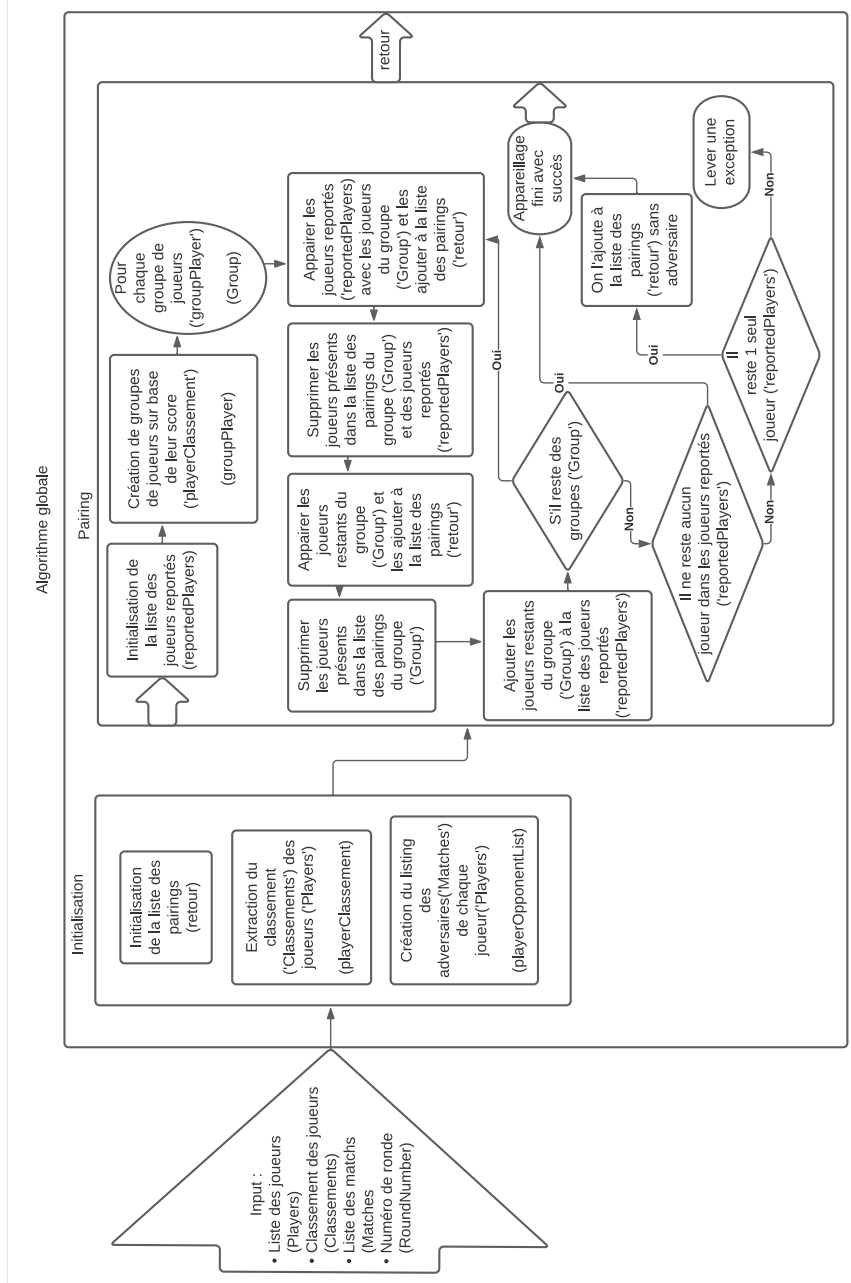 Algorithme globale
Input :
• Liste des joueurs
(Players)
• Classement des joueurs
(Classements)
• Liste des matchs
(Matches
• Numéro de ronde
(RoundNumber)
Initialisation
Initialisation
de la liste des
pairings
(retour)
Extraction du
classement
('Classements') des
joueurs ('Players')
(playerClassement)
Création du listing
des
adversaires('Matches')
de chaque
joueur('Players')
(playerOpponentList)
Pairing
Initialisation de
la liste des
joueurs reportés
(reportedPlayers)
Création de groupes
de joueurs sur base
de leur score
('playerClassement')
(groupPlayer)
Pour
chaque
groupe de
joueurs
('groupPlayer')
(Group)
Appairer les
joueurs reportés
('reportedPlayers)
avec les joueurs
du groupe
('Group') et les
ajouter à la liste
des pairings
('retour')
Supprimer les
joueurs présents
dans la liste des
pairings du
groupe ('Group')
et des joueurs
reportés
('reportedPlayers')
Appairer les
joueurs
restants du
groupe
('Group') et
les ajouter à
la liste des
pairings
('retour')
Supprimer
les joueurs
présents
dans la liste
des pairings
du groupe
('Group')
Ajouter les
joueurs restants
du groupe
('Group') à la
liste des joueurs
reportés
('reportedPlayers')
S'il reste des
groupes ('Group')
Oui
Non
Il ne reste aucun
joueur dans les joueurs reportés
('reportedPlayers')
Oui
Non
Il
reste 1 seul
joueur ('reportedPlayers')
Oui
Non
On l'ajoute à
la liste des
pairings
('retour') sans
adversaire
Appareillage
fini avec
succès
Lever une
exception
retour